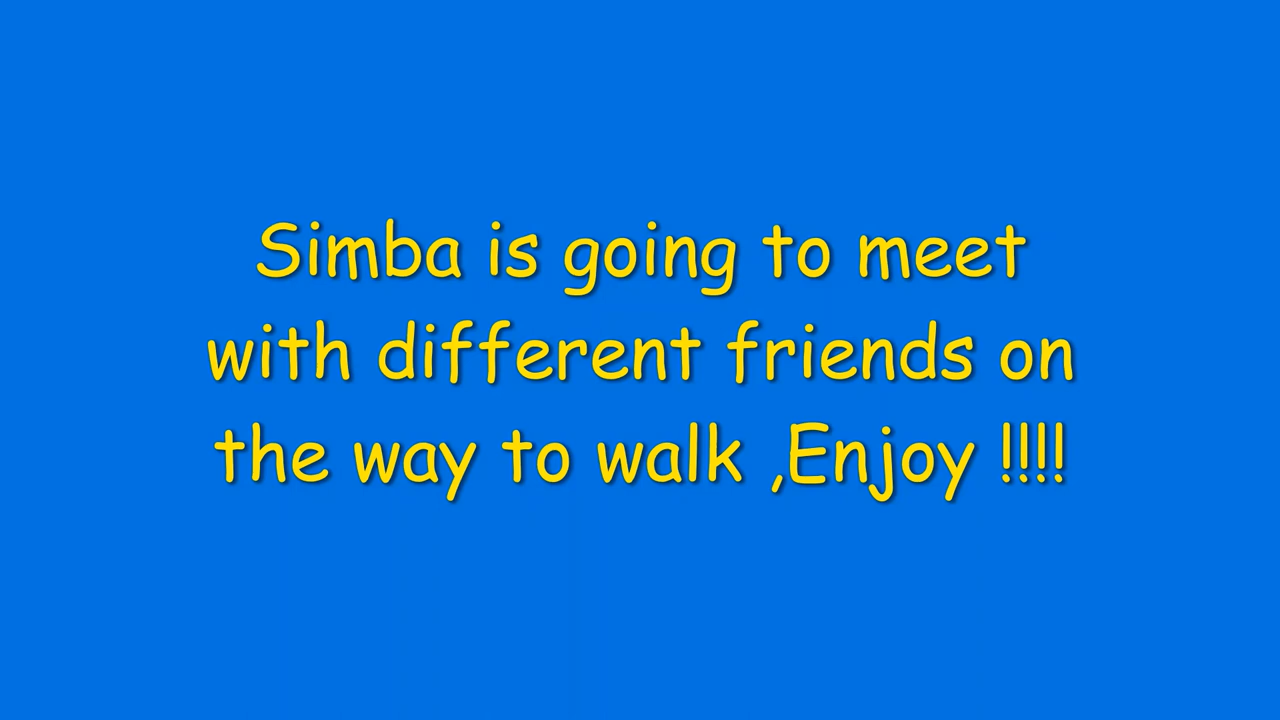 Simba is going to meet
with different friends on
the way to walk ,Enjoy !!!!